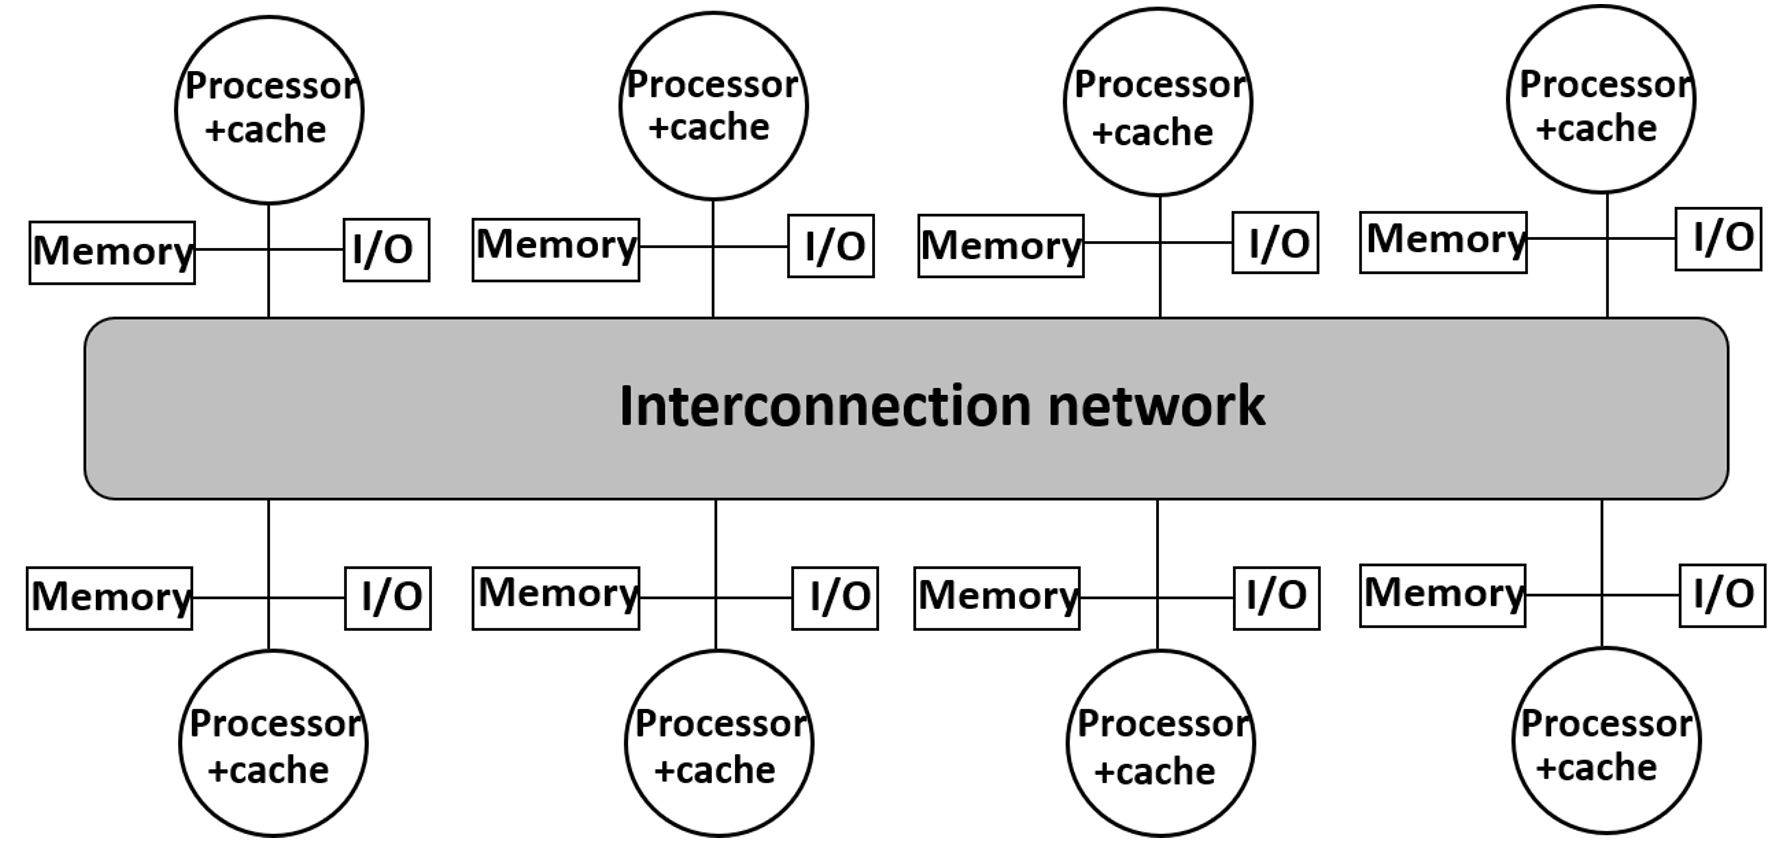 Processor
+cache
Processor
+cache
Processor
+cache
Processor
+cache
Memory
I/O
Memory
I/O
Memory
I/O
Memory
I/O
Interconnection network
Memory
I/O
Memory
I/O
Memory
I/O
Memory
I/O
Processor
+cache
Processor
+cache
Processor
+cache
Processor
+cache